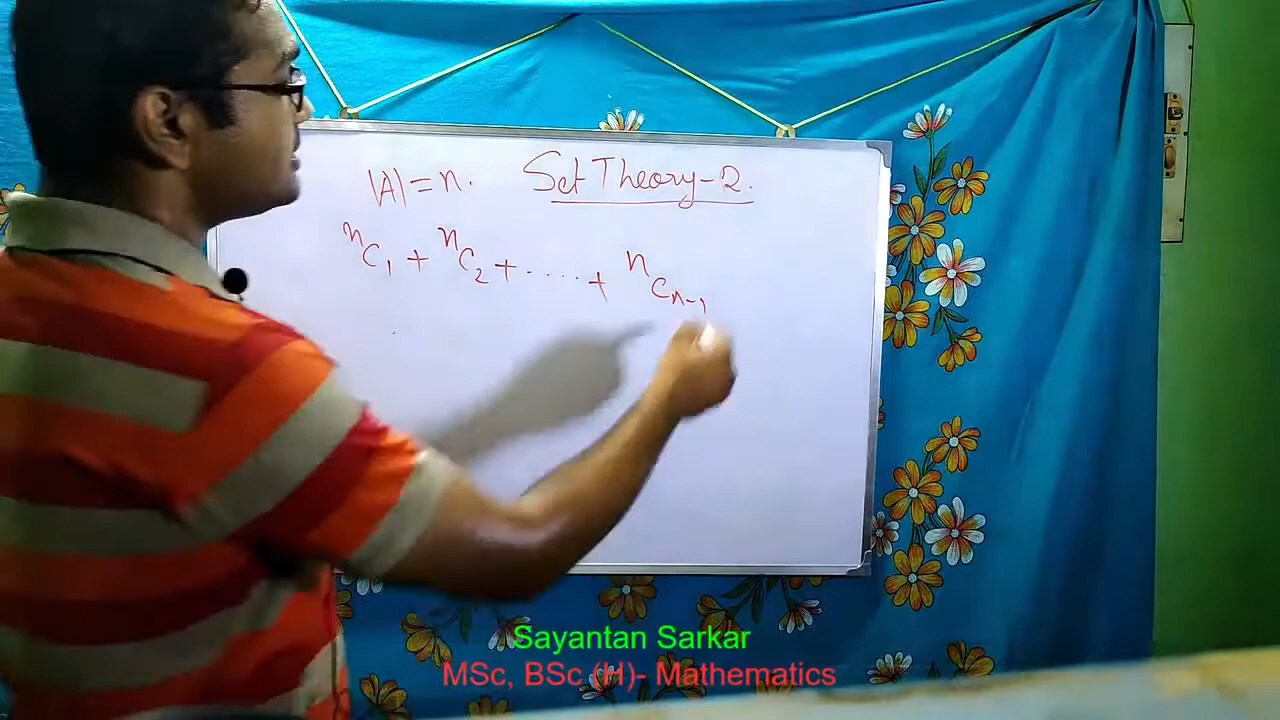 |A| = n. Set Theory-2.
ⁿC₁ + ⁿC₂ + ..... + ⁿCₙ₋₁
Sayantan Sarkar
MSc, BSc (H)- Mathematics